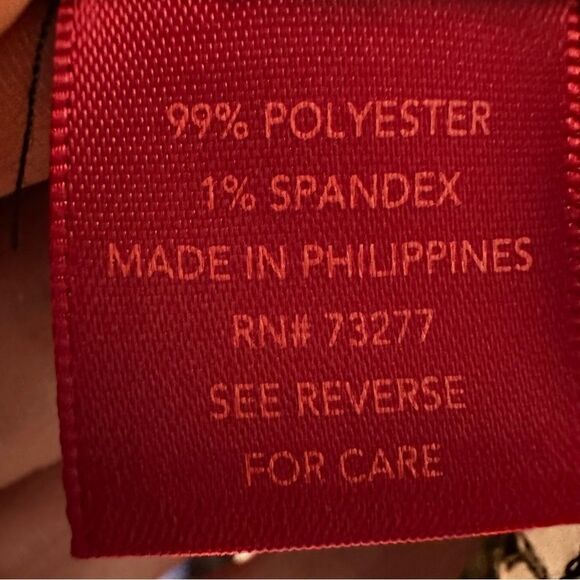 99% POLYESTER
1% SPANDEX
MADE IN PHILIPPINES
RN# 73277
SEE REVERSE
FOR CARE